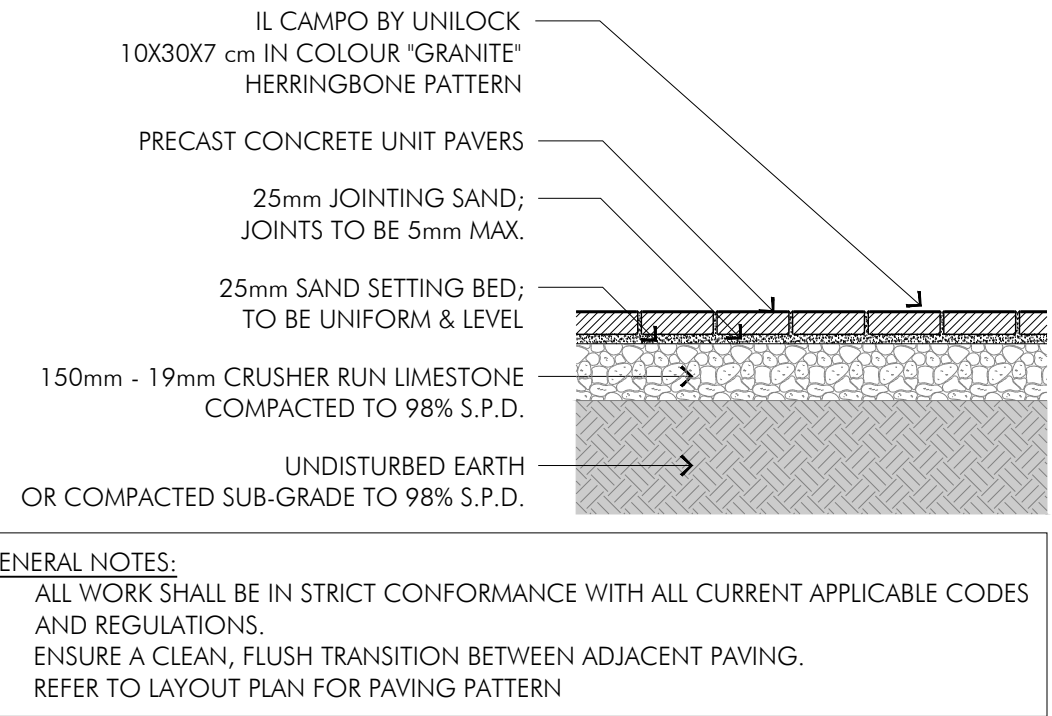 IL CAMPO BY UNILOCK
10X30X7 cm IN COLOUR "GRANITE"
HERRINGBONE PATTERN
PRECAST CONCRETE UNIT PAVERS
25mm JOINTING SAND;
JOINTS TO BE 5mm MAX.
25mm SAND SETTING BED;
TO BE UNIFORM & LEVEL
150mm - 19mm CRUSHER RUN LIMESTONE
COMPACTED TO 98% S.P.D.
UNDISTURBED EARTH
OR COMPACTED SUB-GRADE TO 98% S.P.D.
ENERAL NOTES:
ALL WORK SHALL BE IN STRICT CONFORMANCE WITH ALL CURRENT APPLICABLE CODES
AND REGULATIONS.
ENSURE A CLEAN, FLUSH TRANSITION BETWEEN ADJACENT PAVING.
REFER TO LAYOUT PLAN FOR PAVING PATTERN